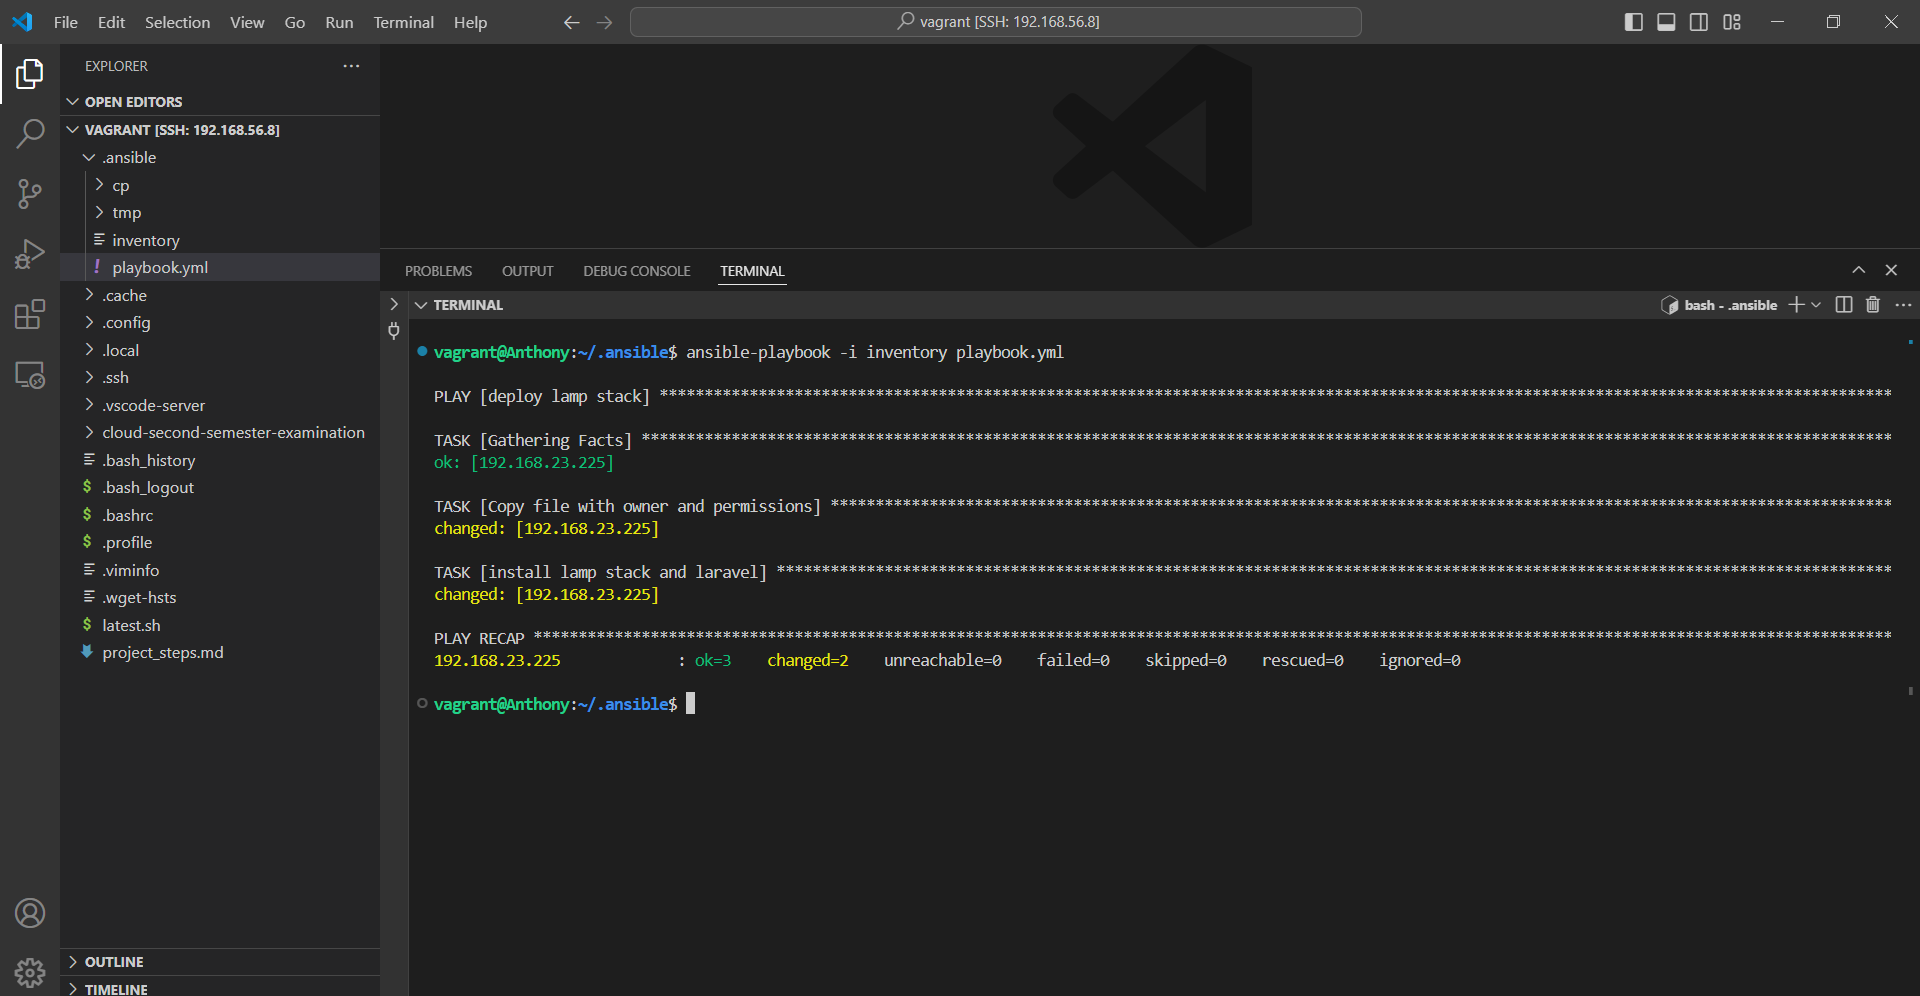 File Edit Selection View Go Run Terminal Help
vagrant [SSH: 192.168.56.8]
EXPLORER
OPEN EDITORS
VAGRANT [SSH: 192.168.56.8]
.ansible
cp
tmp
inventory
! playbook.yml
.cache
.config
.local
.ssh
.vscode-server
cloud-second-semester-examination
.bash_history
$ .bash_logout
$ .bashrc
$ .profile
.viminfo
.wget-hsts
$ latest.sh
project_steps.md
OUTLINE
TIMELINE
PROBLEMS OUTPUT DEBUG CONSOLE TERMINAL
TERMINAL
bash - .ansible
vagrant@Anthony:~/.ansible$ ansible-playbook -i inventory playbook.yml
PLAY [deploy lamp stack] *****************************************************************************************************************************************
TASK [Gathering Facts] *******************************************************************************************************************************************
ok: [192.168.23.225]
TASK [Copy file with owner and permissions] **********************************************************************************************************************
changed: [192.168.23.225]
TASK [install lamp stack and laravel] ****************************************************************************************************************************
changed: [192.168.23.225]
PLAY RECAP *******************************************************************************************************************************************************
192.168.23.225 : ok=3 changed=2 unreachable=0 failed=0 skipped=0 rescued=0 ignored=0
vagrant@Anthony:~/.ansible$